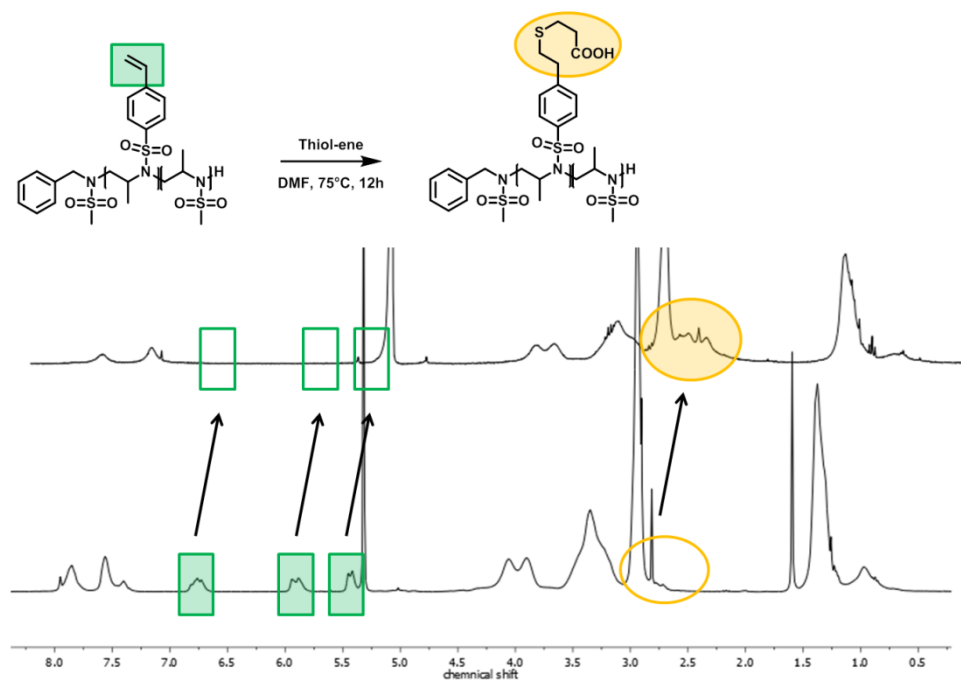 S
COOH
O S O
Thiol-ene
O S O
N N N H
DMF, 75°C, 12h
N N N H
O=S=O O=S=O
O=S=O O=S=O
8.0 7.5 7.0 6.5 6.0 5.5 5.0 4.5 4.0 3.5 3.0 2.5 2.0 1.5 1.0 0.5
chemnical shift